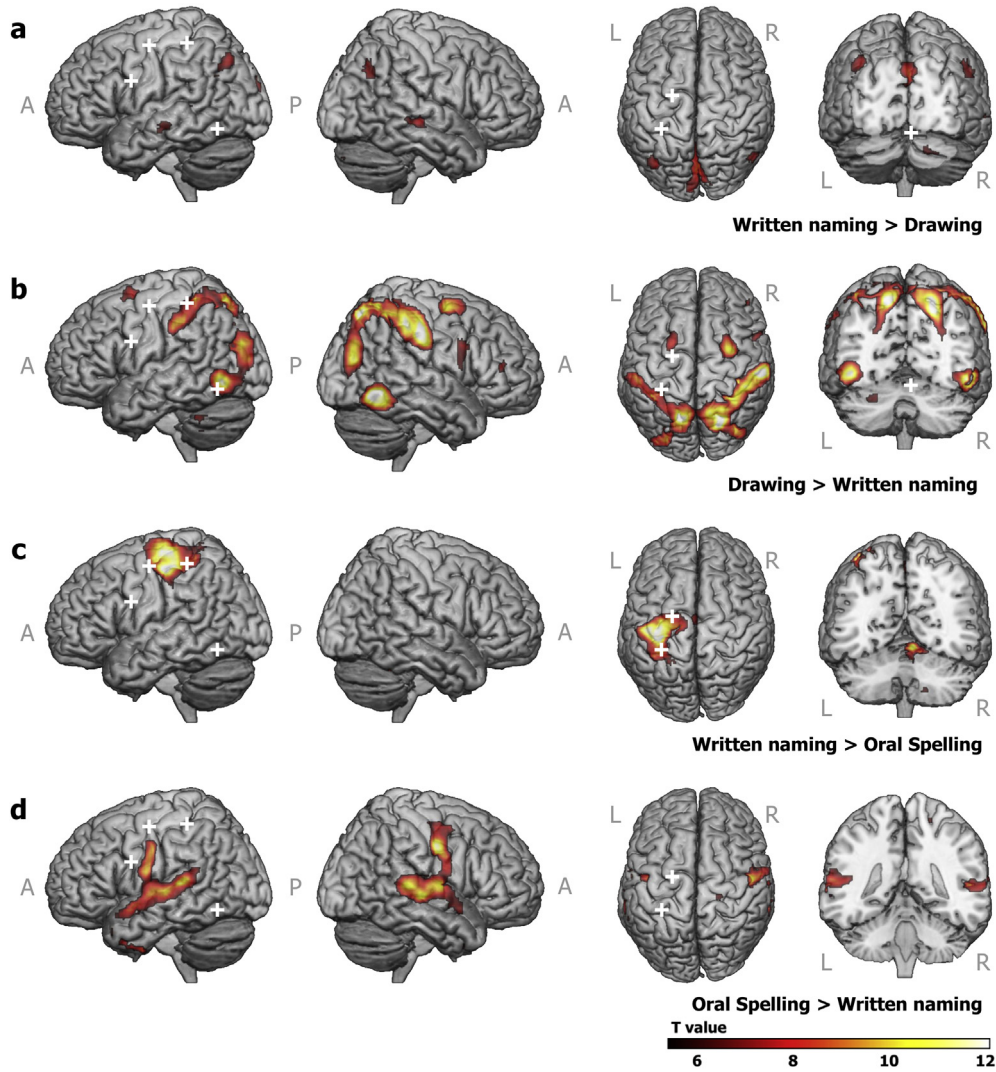 a
L R
A P A
L R
Written naming > Drawing
b
L R
A P A
L R
Drawing > Written naming
c
L R
A P A
L R
Written naming > Oral Spelling
d
L R
A P A
L R
Oral Spelling > Written naming
T value
6 8 10 12